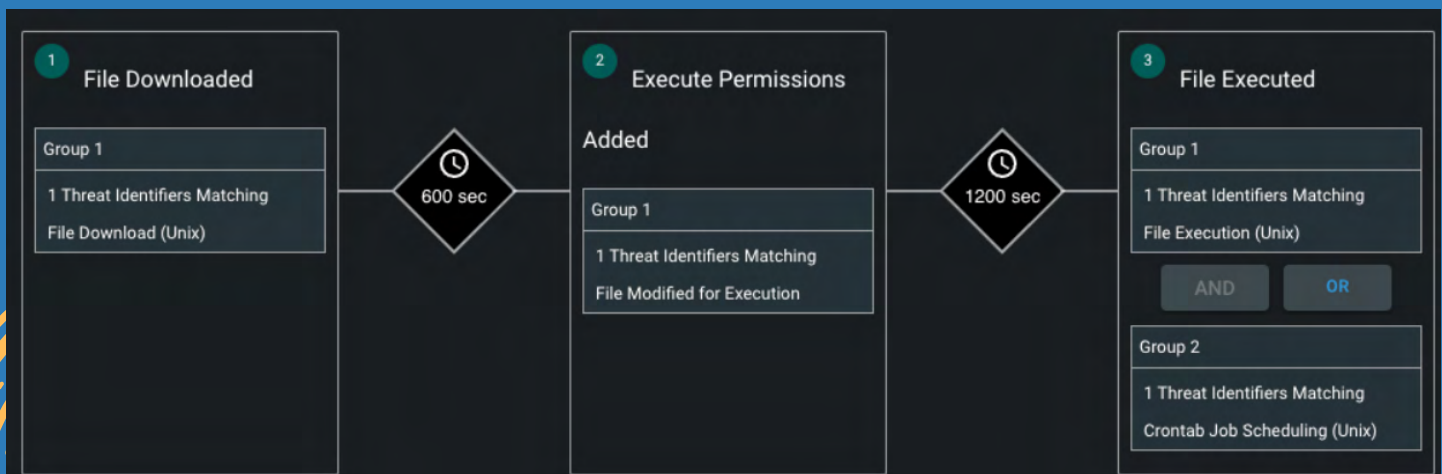 1
File Downloaded
Group 1
1 Threat Identifiers Matching
File Download (Unix)
600 sec
2
Execute Permissions
Added
Group 1
1 Threat Identifiers Matching
File Modified for Execution
1200 sec
3
File Executed
Group 1
1 Threat Identifiers Matching
File Execution (Unix)
AND
OR
Group 2
1 Threat Identifiers Matching
Crontab Job Scheduling (Unix)